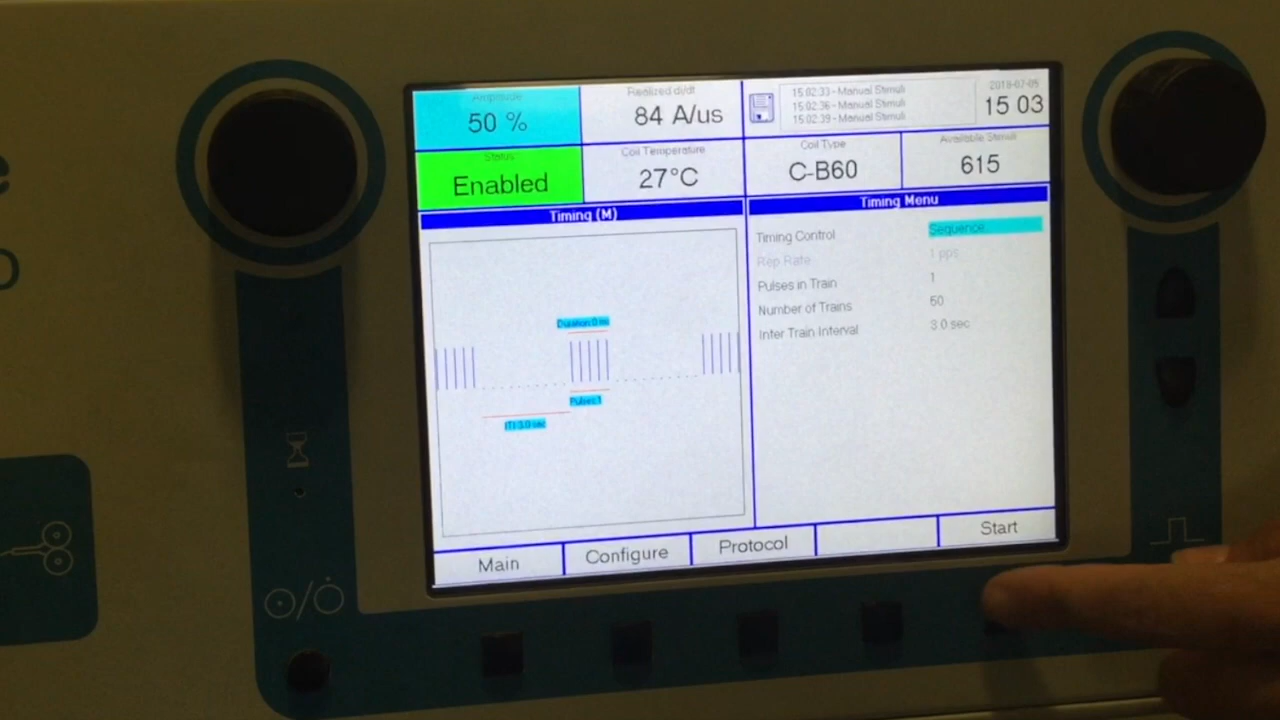 Amplitude
50 %
Realized di/dt
84 A/us
15:02:33 - Manual Stimuli
15:02:36 - Manual Stimuli
15:02:39 - Manual Stimuli
2018-07-05
15 03
Status
Enabled
Coil Temperature
27°C
Coil Type
C-B60
Available Stimuli
615
Timing (M)
Timing Menu
Timing Control
Sequence
Rep Rate
1 pps
Pulses in Train
1
Number of Trains
60
Inter Train Interval
3.0 sec
Duration 0 ms
Pulses 1
ITI 3.0 sec
Main
Configure
Protocol
Start